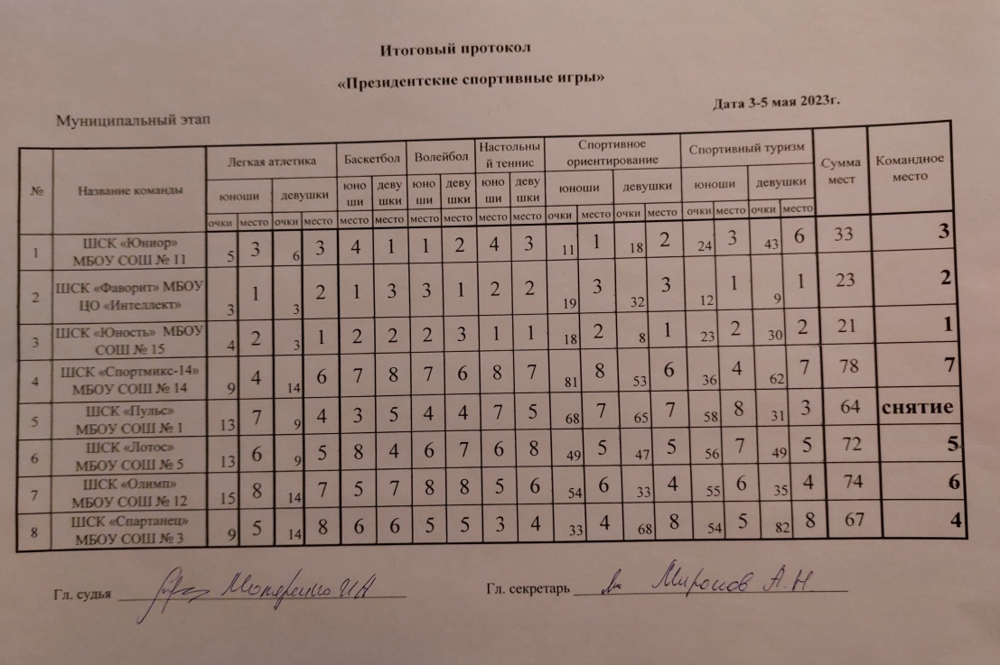 Итоговый протокол
«Президентские спортивные игры»
Дата 3-5 мая 2023г.
Муниципальный этап
№ Название команды Легкая атлетика Баскетбол Волейбол Настольны й теннис Спортивное ориентирование Спортивный туризм Сумма мест Командное место
юноши девушки юно ши деву шки юно ши деву шки юно ши деву шки юноши девушки юноши девушки
очки место очки место место место место место место место очки место очки место очки место очки место
1 ШСК «Юниор» МБОУ СОШ № 11 5 3 6 3 4 1 1 2 4 3 11 1 18 2 24 3 43 6 33 3
2 ШСК «Фаворит» МБОУ ЦО «Интеллект» 3 1 3 2 1 3 3 1 2 2 19 3 32 3 12 1 9 1 23 2
3 ШСК «Юность» МБОУ СОШ № 15 4 2 3 1 2 2 2 3 1 1 18 2 8 1 23 2 30 2 21 1
4 ШСК «Спортмикс-14» МБОУ СОШ № 14 9 4 14 6 7 8 7 6 8 7 81 8 53 6 36 4 62 7 78 7
5 ШСК «Пульс» МБОУ СОШ № 1 13 7 9 4 3 5 4 4 7 5 68 7 65 7 58 8 31 3 64 снятие
6 ШСК «Лотос» МБОУ СОШ № 5 13 6 9 5 8 4 6 7 6 8 49 5 47 5 56 7 49 5 72 5
7 ШСК «Олимп» МБОУ СОШ № 12 15 8 14 7 5 7 8 8 5 6 54 6 33 4 55 6 35 4 74 6
8 ШСК «Спартанец» МБОУ СОШ № 3 9 5 14 8 6 6 5 5 3 4 33 4 68 8 54 5 82 8 67 4
Гл. судья И А Гл. секретарь Миронов А.Н.